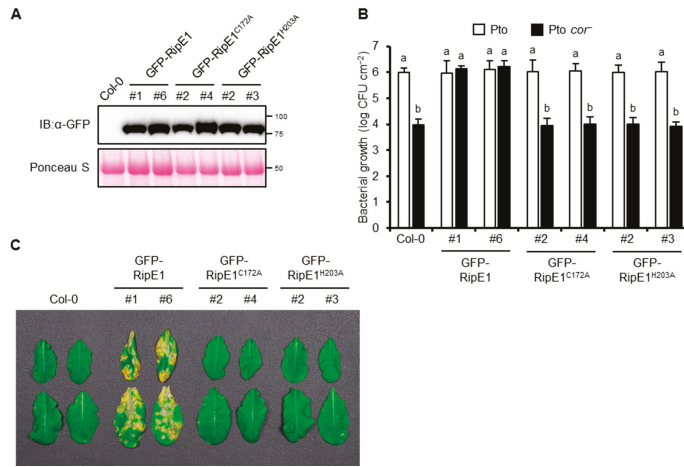 A
Col-0
GFP-RipE1
GFP-RipE1C172A
GFP-RipE1H203A
#1 #6 #2 #4 #2 #3
IB:α-GFP
100
75
Ponceau S
50
B
Pto
Pto cor–
Bacterial growth (log CFU cm–2)
8
7
6
5
4
3
2
1
0
a b a a a a a b a b a b a b
Col-0
#1 #6 #2 #4 #2 #3
GFP- GFP- GFP-
RipE1 RipE1C172A RipE1H203A
C
GFP- GFP- GFP-
Col-0 RipE1 RipE1C172A RipE1H203A
#1 #6 #2 #4 #2 #3